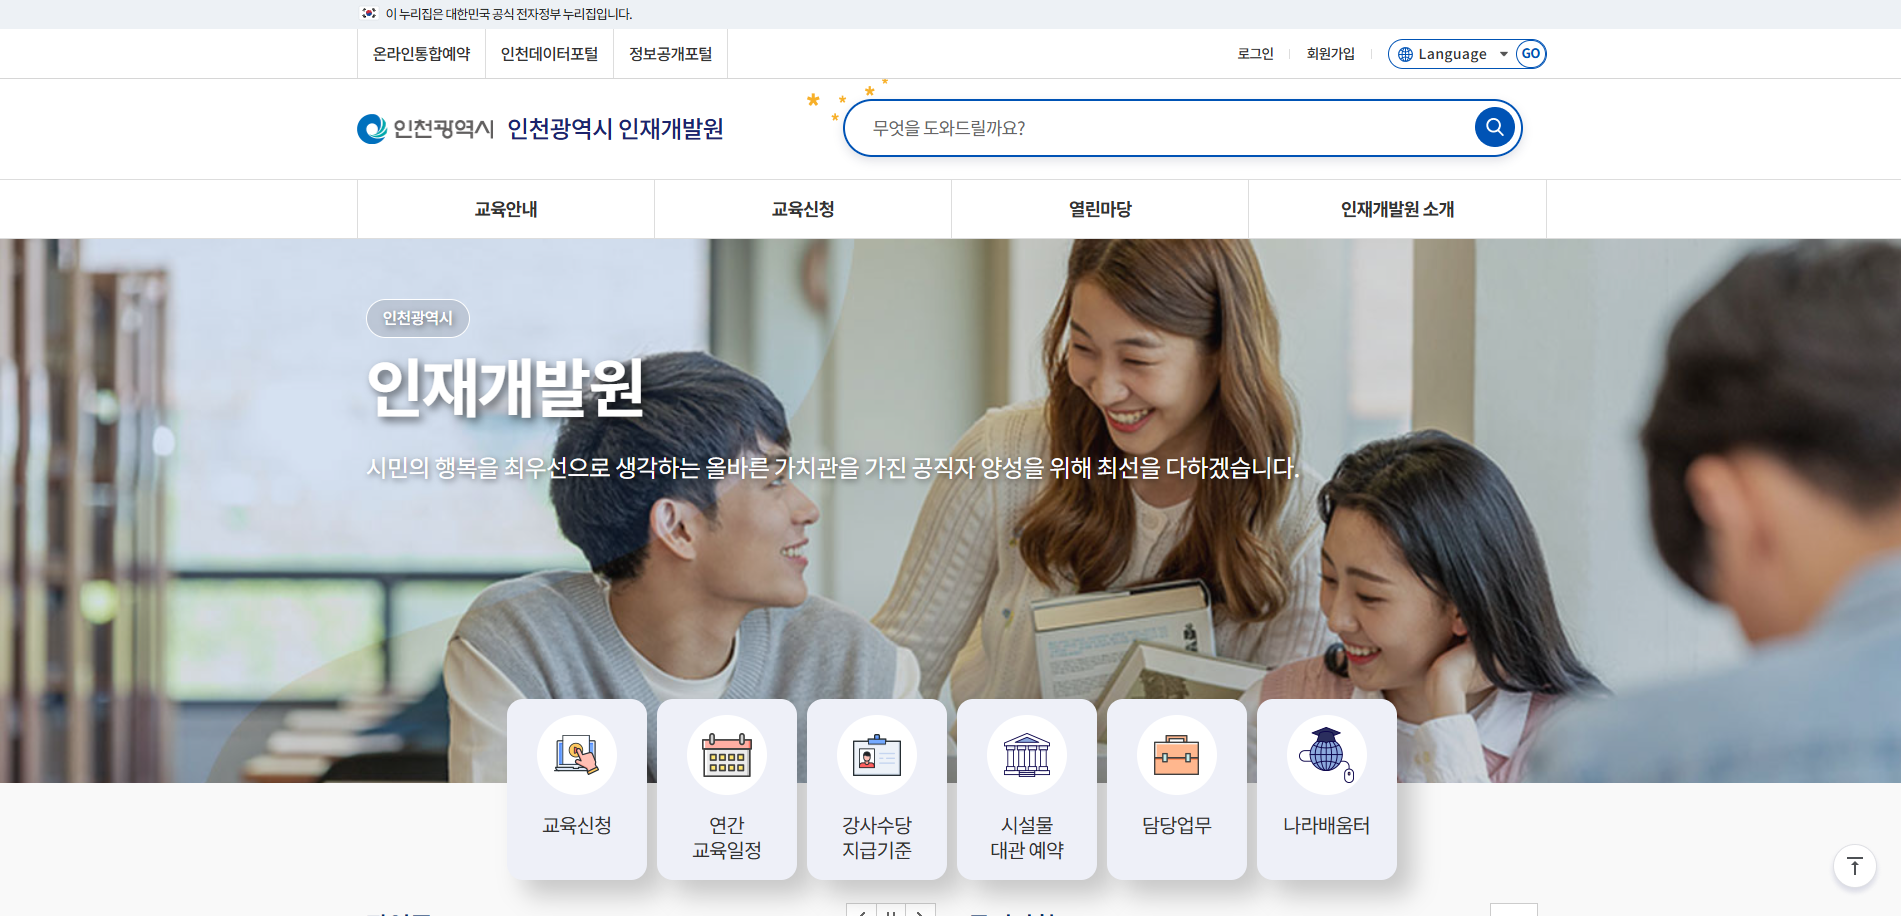 이 누리집은 대한민국 공식 전자정부 누리집입니다.
온라인통합예약 인천데이터포털 정보공개포털
로그인 회원가입 Language GO
인천광역시 인천광역시 인재개발원
무엇을 도와드릴까요?
교육안내 교육신청 열린마당 인재개발원 소개
인천광역시
인재개발원
시민의 행복을 최우선으로 생각하는 올바른 가치관을 가진 공직자 양성을 위해 최선을 다하겠습니다.
교육신청
연간
교육일정
강사수당
지급기준
시설물
대관 예약
담당업무
나라배움터